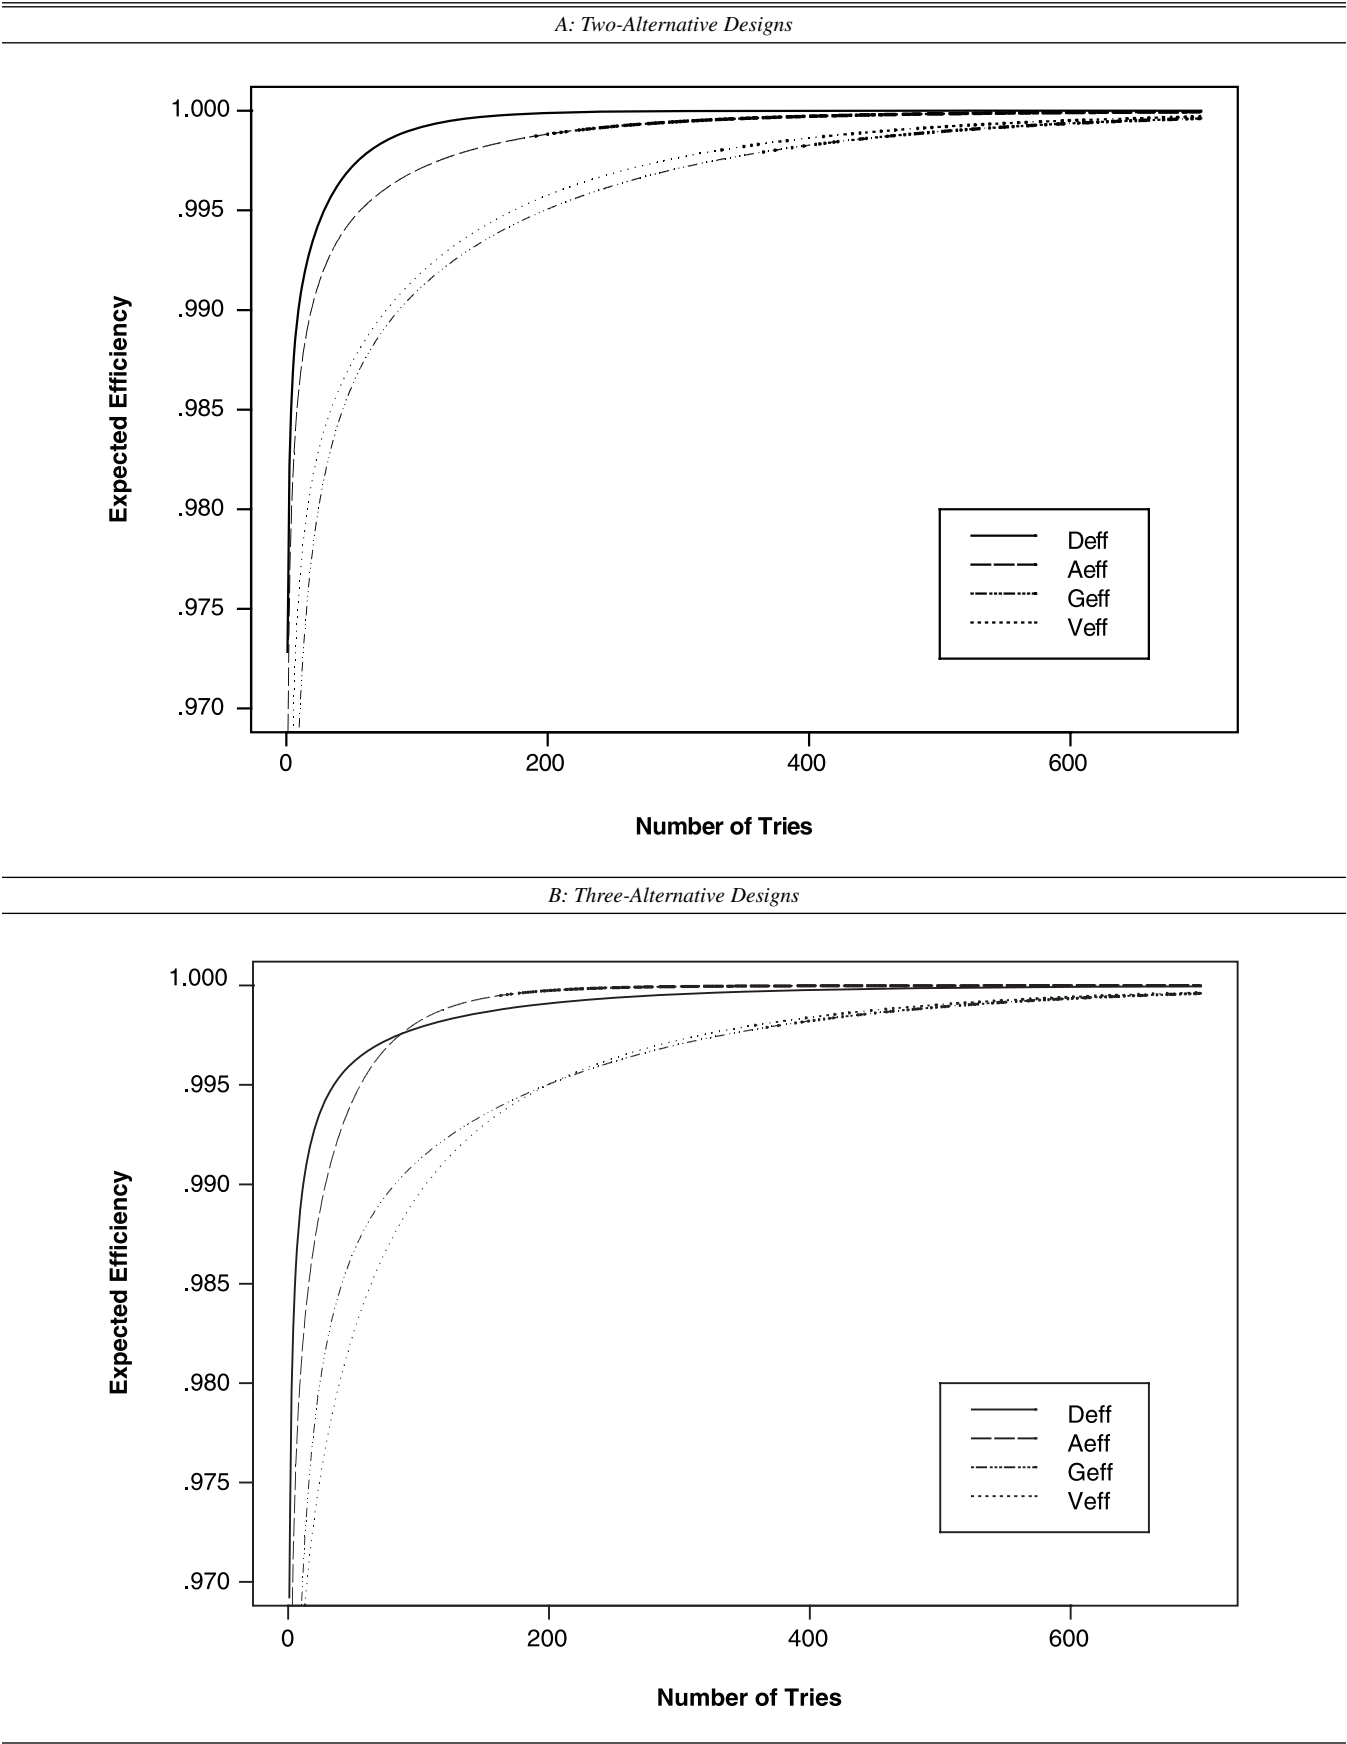 A: Two-Alternative Designs
1.000
.995
.990
.985
.980
.975
.970
Expected Efficiency
Deff
Aeff
Geff
Veff
0 200 400 600
Number of Tries
B: Three-Alternative Designs
1.000
.995
.990
.985
.980
.975
.970
Expected Efficiency
Deff
Aeff
Geff
Veff
0 200 400 600
Number of Tries